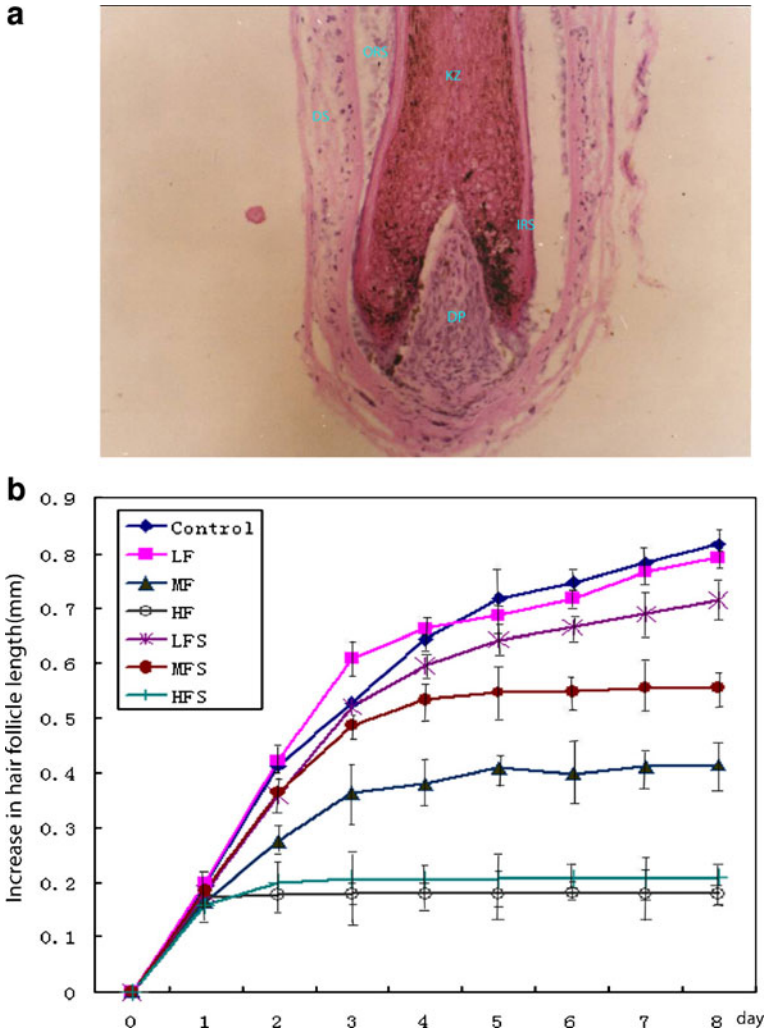 a
ORS
KZ
DS
IRS
DP
b
Increase in hair follicle length(mm)
0.9
0.8
0.7
0.6
0.5
0.4
0.3
0.2
0.1
0
Control
LF
MF
HF
LFS
MFS
HFS
0 1 2 3 4 5 6 7 8 day